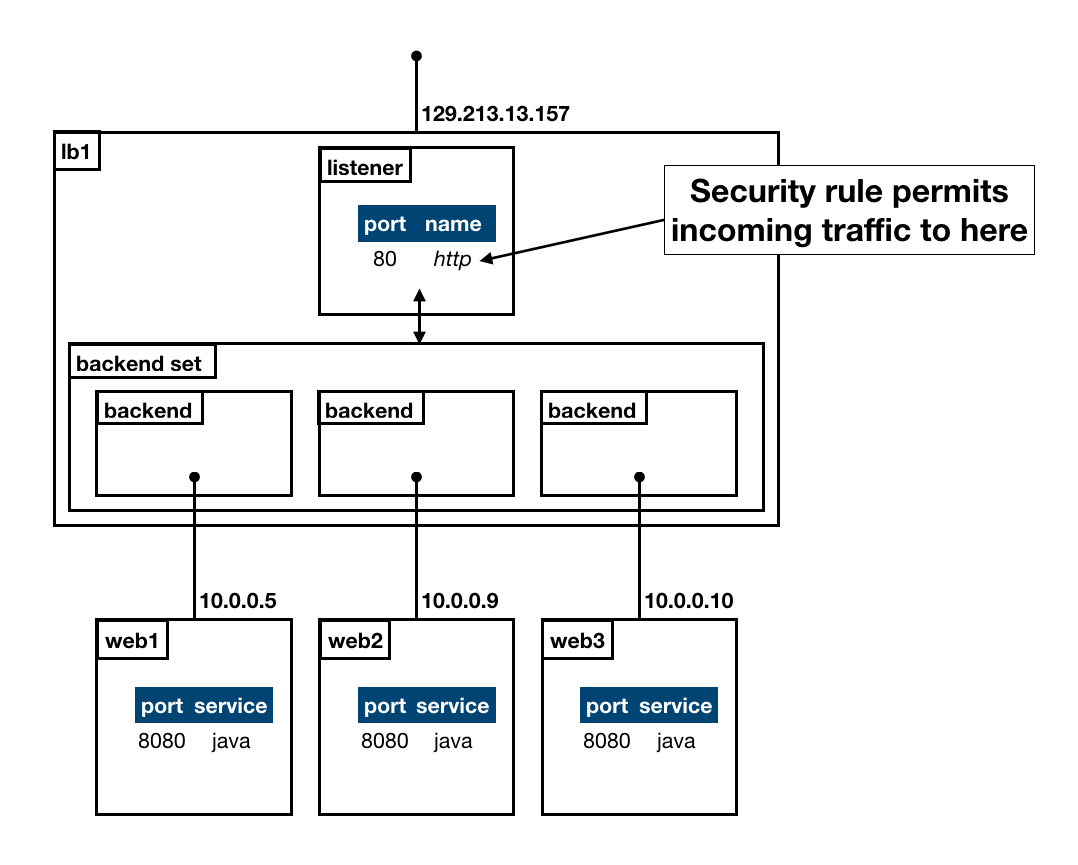 129.213.13.157
lb1
listener
Security rule permits
incoming traffic to here
port name
80 http
backend set
backend backend backend
10.0.0.5 10.0.0.9 10.0.0.10
web1 web2 web3
port service port service port service
8080 java 8080 java 8080 java